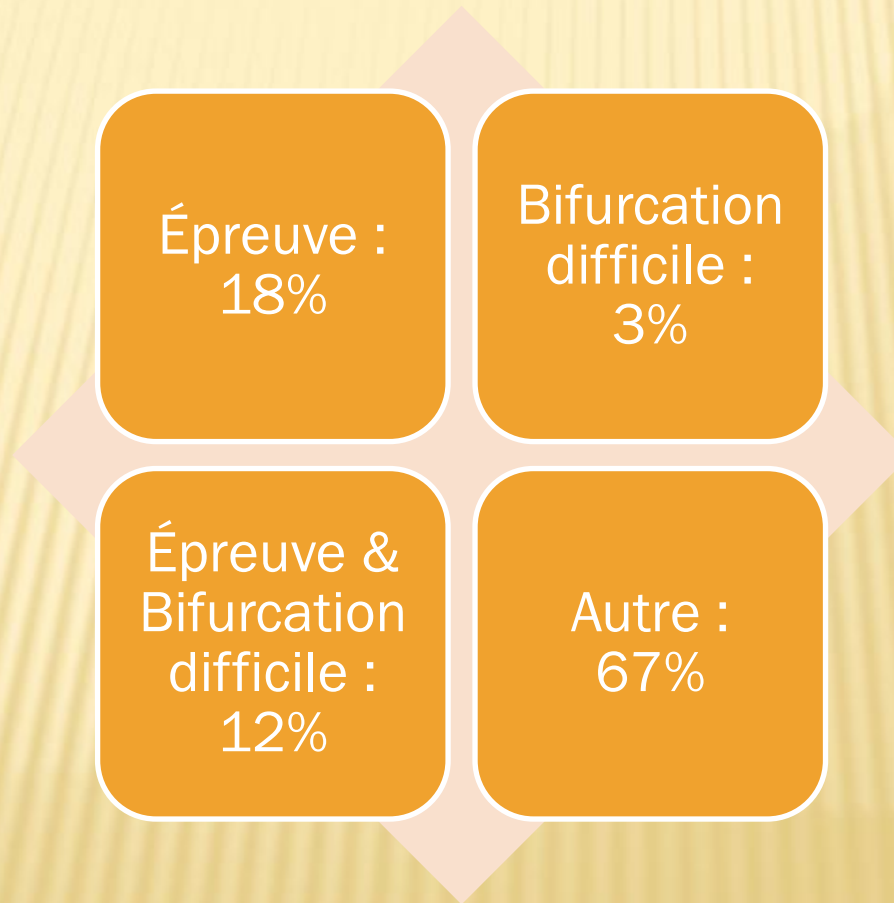 Épreuve :
18%
Bifurcation
difficile :
3%
Épreuve &
Bifurcation
difficile :
12%
Autre :
67%